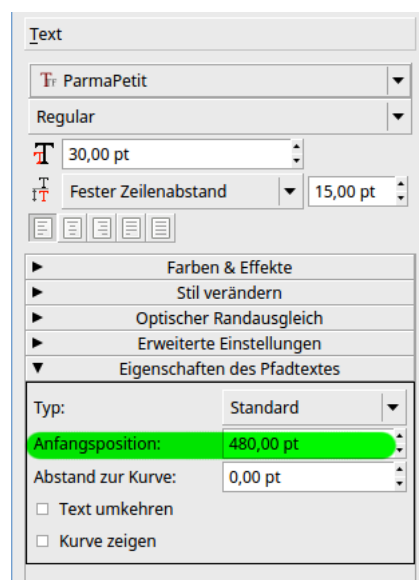 Text
ParmaPetit
Regular
30,00 pt
Fester Zeilenabstand 15,00 pt
Farben & Effekte
Stil verändern
Optischer Randausgleich
Erweiterte Einstellungen
Eigenschaften des Pfadtextes
Typ: Standard
Anfangsposition: 480,00 pt
Abstand zur Kurve: 0,00 pt
Text umkehren
Kurve zeigen